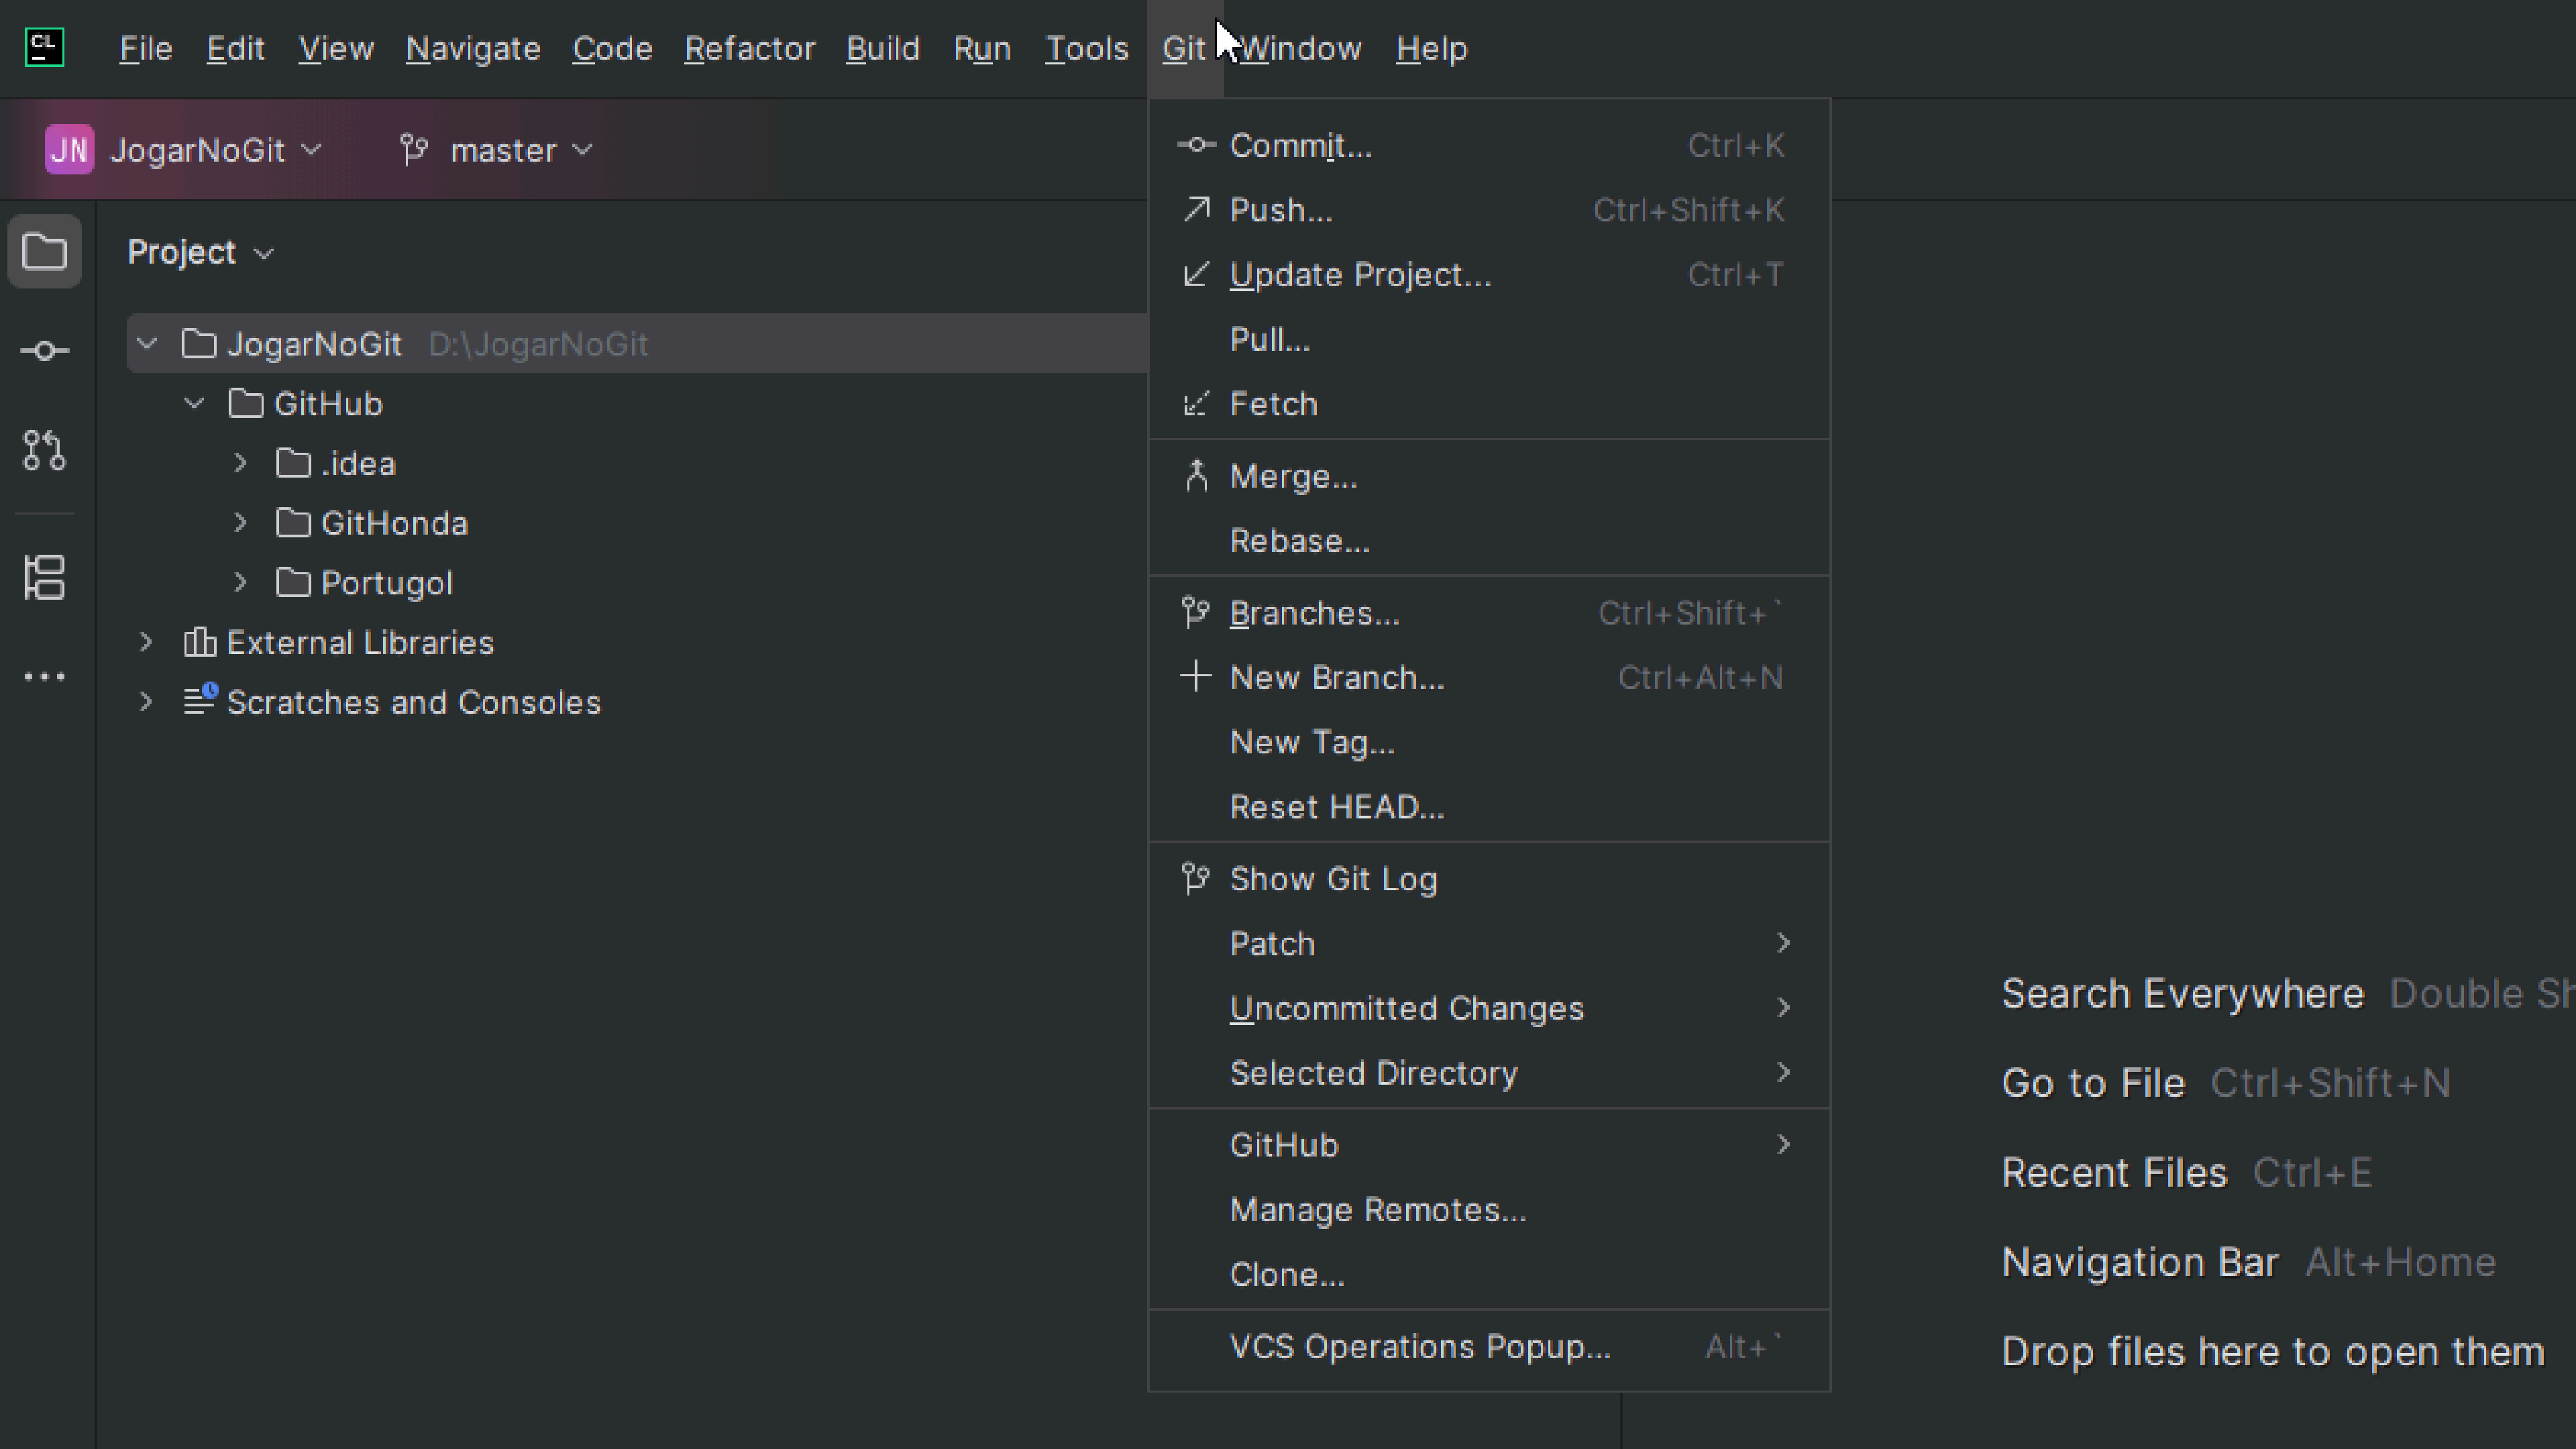 CL
File Edit View Navigate Code Refactor Build Run Tools Git Window Help
JN JogarNoGit master
Project
JogarNoGit D:\JogarNoGit
GitHub
.idea
GitHonda
Portugol
External Libraries
Scratches and Consoles
Commit... Ctrl+K
Push... Ctrl+Shift+K
Update Project... Ctrl+T
Pull...
Fetch
Merge...
Rebase...
Branches... Ctrl+Shift+`
New Branch... Ctrl+Alt+N
New Tag...
Reset HEAD...
Show Git Log
Patch
Uncommitted Changes
Selected Directory
GitHub
Manage Remotes...
Clone...
VCS Operations Popup... Alt+`
Search Everywhere Double Sh
Go to File Ctrl+Shift+N
Recent Files Ctrl+E
Navigation Bar Alt+Home
Drop files here to open them